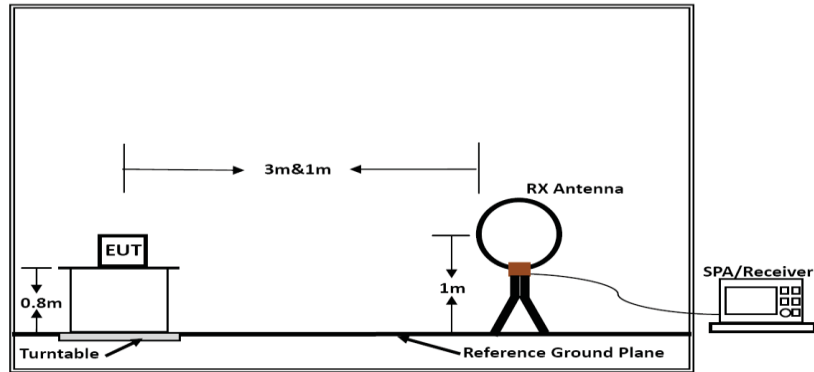 3m&1m
RX Antenna
EUT
SPA/Receiver
0.8m
1m
Turntable
Reference Ground Plane